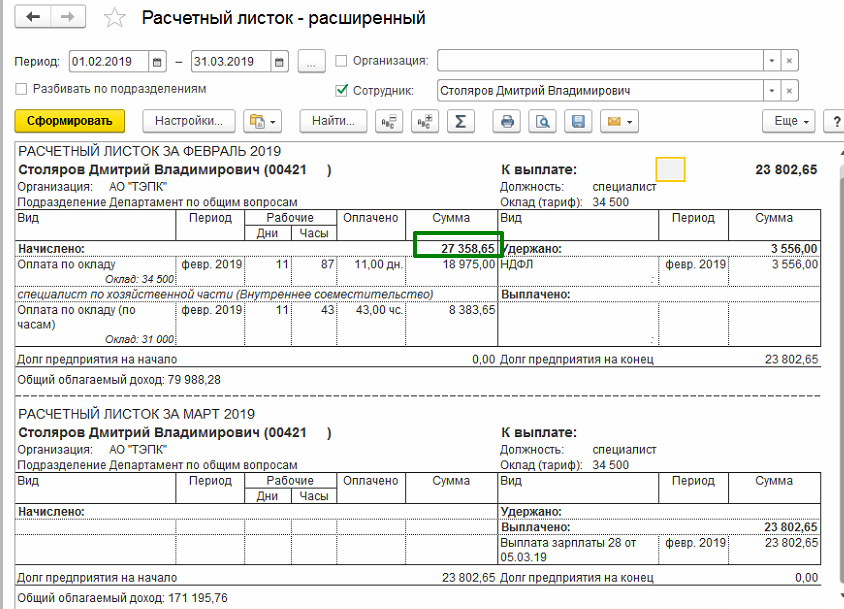 Расчетный листок - расширенный
Период: 01.02.2019 – 31.03.2019 ... Организация:
Разбивать по подразделениям Сотрудник: Столяров Дмитрий Владимирович
Сформировать Настройки... Найти... Σ Еще ?
РАСЧЕТНЫЙ ЛИСТОК ЗА ФЕВРАЛЬ 2019
Столяров Дмитрий Владимирович (00421 ) К выплате: 23 802,65
Организация: АО "ТЭПК" Должность: специалист
Подразделение Департамент по общим вопросам Оклад (тариф): 34 500
Вид Период Рабочие Оплачено Сумма Вид Период Сумма
Дни Часы
Начислено: 27 358,65 Удержано: 3 556,00
Оплата по окладу февр. 2019 11 87 11,00 дн. 18 975,00 НДФЛ февр. 2019 3 556,00
Оклад: 34 500 :
специалист по хозяйственной части (Внутреннее совместительство) Выплачено:
Оплата по окладу (по февр. 2019 11 43 43,00 чс. 8 383,65
часам)
Оклад: 31 000 :
Долг предприятия на начало 0,00 Долг предприятия на конец 23 802,65
Общий облагаемый доход: 79 988,28
РАСЧЕТНЫЙ ЛИСТОК ЗА МАРТ 2019
Столяров Дмитрий Владимирович (00421 ) К выплате:
Организация: АО "ТЭПК" Должность: специалист
Подразделение Департамент по общим вопросам Оклад (тариф): 34 500
Вид Период Рабочие Оплачено Сумма Вид Период Сумма
Дни Часы
Начислено: Удержано:
Выплачено: 23 802,65
Выплата зарплаты 28 от февр. 2019 23 802,65
05.03.19
Долг предприятия на начало 23 802,65 Долг предприятия на конец 0,00
Общий облагаемый доход: 171 195,76